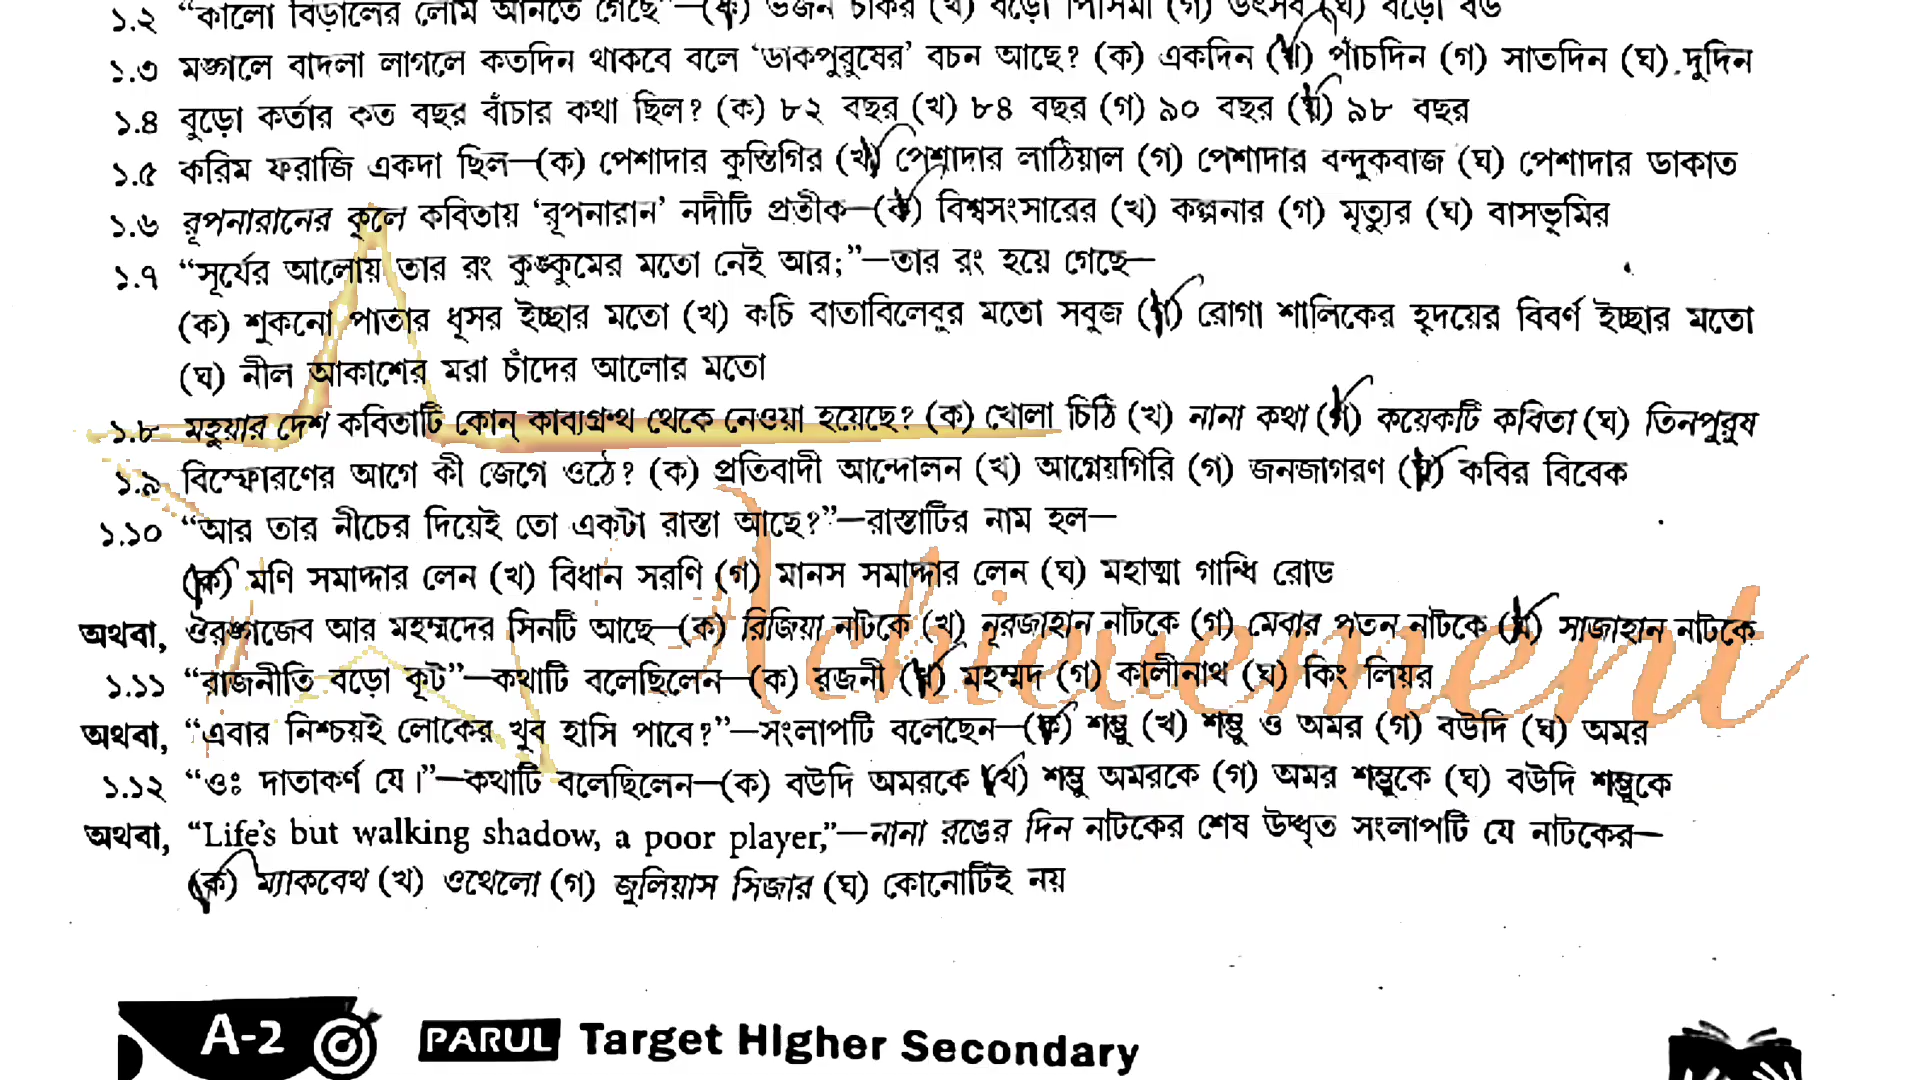 ১.২ “কালো বিড়ালের লোম আনতে গেছে”—(ক) ভজন চাকর (খ) বড়ো পিসিমা (গ) উৎসব (ঘ) বড়ো বউ
১.৩ মঙ্গলে বাদলা লাগলে কতদিন থাকবে বলে ‘ডাকপুরুষের’ বচন আছে? (ক) একদিন (খ) পাঁচদিন (গ) সাতদিন (ঘ) দুদিন
১.৪ বুড়ো কর্তার কত বছর বাঁচার কথা ছিল? (ক) ৮২ বছর (খ) ৮৪ বছর (গ) ৯০ বছর (ঘ) ৯৮ বছর
১.৫ করিম ফরাজি একদা ছিল—(ক) পেশাদার কুস্তিগির (খ) পেশাদার লাঠিয়াল (গ) পেশাদার বন্দুকবাজ (ঘ) পেশাদার ডাকাত
১.৬ রূপনারানের কূলে কবিতায় ‘রূপনারান’ নদীটি প্রতীক—(ক) বিশ্বসংসারের (খ) কল্পনার (গ) মৃত্যুর (ঘ) বাসভূমির
১.৭ “সূর্যের আলোয় তার রং কুঙ্কুমের মতো নেই আর;”—তার রং হয়ে গেছে—
(ক) শুকনো পাতার ধূসর ইচ্ছার মতো (খ) কচি বাতাবিলেবুর মতো সবুজ (গ) রোগা শালিকের হৃদয়ের বিবর্ণ ইচ্ছার মতো
(ঘ) নীল আকাশের মরা চাঁদের আলোর মতো
১.৮ মহুয়ার দেশ কবিতাটি কোন্ কাব্যগ্রন্থ থেকে নেওয়া হয়েছে? (ক) খোলা চিঠি (খ) নানা কথা (গ) কয়েকটি কবিতা (ঘ) তিনপুরুষ
১.৯ বিস্ফোরণের আগে কী জেগে ওঠে? (ক) প্রতিবাদী আন্দোলন (খ) আগ্নেয়গিরি (গ) জনজাগরণ (ঘ) কবির বিবেক
১.১০ “আর তার নীচের দিয়েই তো একটা রাস্তা আছে?”—রাস্তাটির নাম হল—
(ক) মণি সমাদ্দার লেন (খ) বিধান সরণি (গ) মানস সমাদ্দার লেন (ঘ) মহাত্মা গান্ধি রোড
অথবা, ঔরঙ্গজেব আর মহম্মদের সিনটি আছে—(ক) রিজিয়া নাটকে (খ) নূরজাহান নাটকে (গ) মেবার পতন নাটকে (ঘ) সাজাহান নাটকে
১.১১ “রাজনীতি বড়ো কূট”—কথাটি বলেছিলেন—(ক) রজনী (খ) মহম্মদ (গ) কালীনাথ (ঘ) কিং লিয়র
অথবা, “এবার নিশ্চয়ই লোকের খুব হাসি পাবে?”—সংলাপটি বলেছেন—(ক) শম্ভু (খ) শম্ভু ও অমর (গ) বউদি (ঘ) অমর
১.১২ “ওঃ দাতাকর্ণ যে।”—কথাটি বলেছিলেন—(ক) বউদি অমরকে (খ) শম্ভু অমরকে (গ) অমর শম্ভুকে (ঘ) বউদি শম্ভুকে
অথবা, “Life's but walking shadow, a poor player,”—নানা রঙের দিন নাটকের শেষ উদ্ধৃত সংলাপটি যে নাটকের—
(ক) ম্যাকবেথ (খ) ওথেলো (গ) জুলিয়াস সিজার (ঘ) কোনোটিই নয়
Achievement
A-2 PARUL Target Higher Secondary